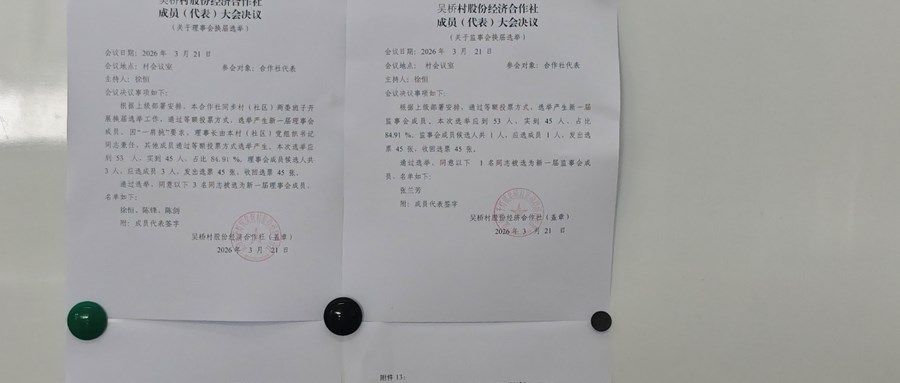 吴桥村股份经济合作社
成员（代表）大会决议
（关于理事会换届选举）
会议日期：2026 年 3 月 21 日
会议地点： 村会议室 参会对象：合作社代表
主持人：徐恒
会议决议事项如下：
根据上级部署安排，本合作社同步村（社区）两委班子开
展换届选举工作，通过等额投票方式，选举产生新一届理事会
成员。因“一肩挑”要求，理事长由本村（社区）党组织书记
同志兼任，其他成员通过等额投票方式选举产生。本次选举应
到 53 人，实到 45 人，占比 84.91 %。理事会成员候选人共
3 人，应选成员 3 人，发出选票 45 张，收回选票 45 张。
通过选举，同意以下 3 名同志被选为新一届理事会成员，
名单如下：
徐恒、陈锋、陈剑
附：成员代表签字
吴桥村股份经济合作社（盖章）
2026 年 3 月 21 日
吴桥村股份经济合作社
成员（代表）大会决议
（关于监事会换届选举）
会议日期：2026 年 3 月 21 日
会议地点： 村会议室 参会对象：合作社代表
主持人：徐恒
会议决议事项如下：
根据上级部署安排，通过等额投票方式，选举产生新一届
监事会成员。本次选举应到 53 人，实到 45 人，占比
84.91 %。监事会成员候选人共 1 人，应选成员 1 人，发出选
票 45 张，收回选票 45 张。
通过选举，同意以下 1 名同志被选为新一届监事会成员，
名单如下：
张兰芳
附：成员代表签字
吴桥村股份经济合作社（盖章）
2026 年 3 月 21 日
附件 13：